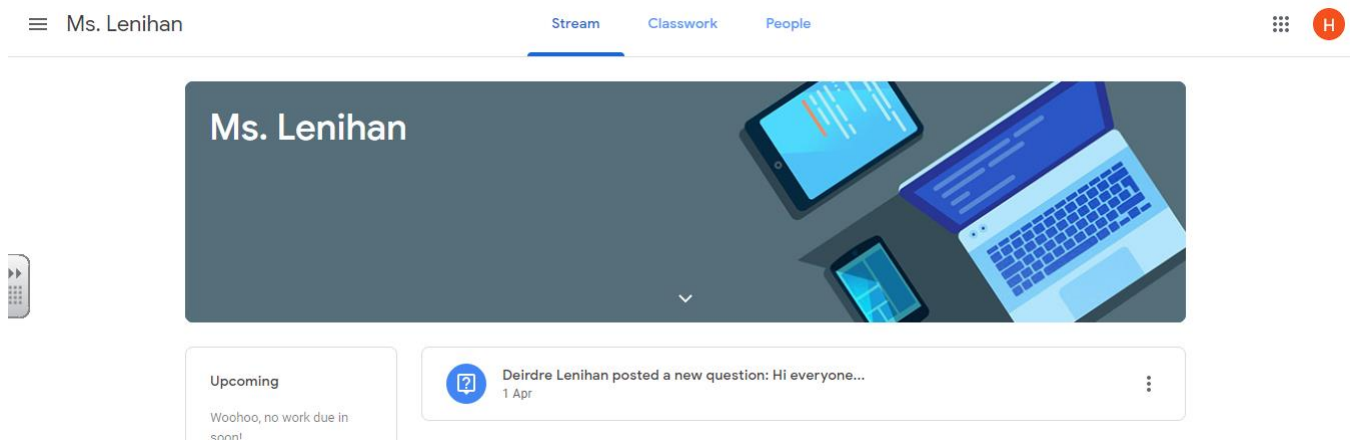 Ms. Lenihan
Stream
Classwork
People
H
Ms. Lenihan
Upcoming
Woohoo, no work due in
soon!
Deirdre Lenihan posted a new question: Hi everyone...
1 Apr